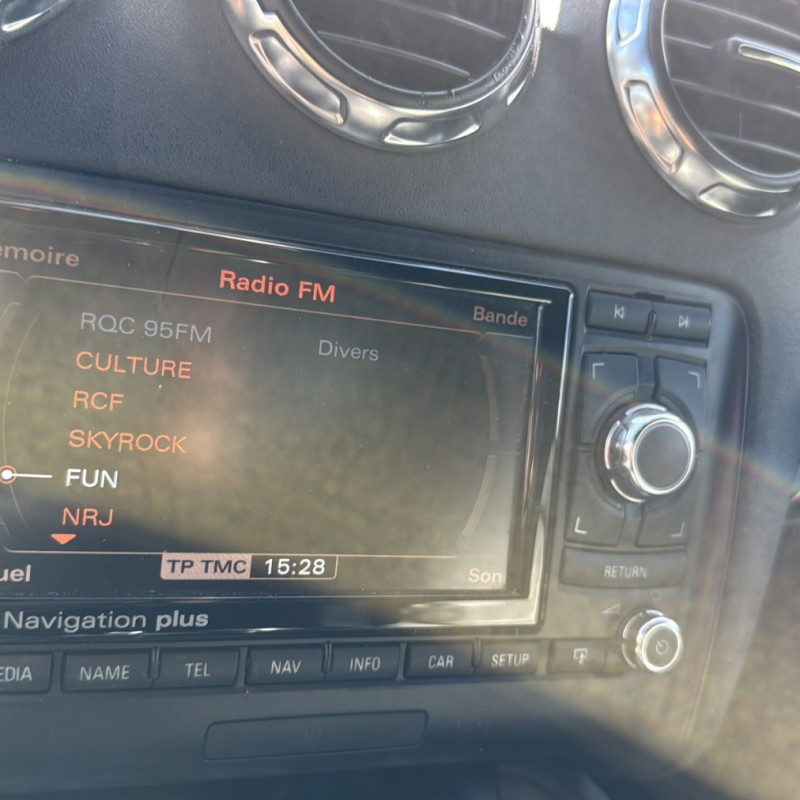 emoire
Radio FM
Bande
RQC 95FM
Divers
CULTURE
RCF
SKYROCK
FUN
NRJ
uel
TP TMC 15:28
Son
RETURN
Navigation plus
EDIA NAME TEL NAV INFO CAR SETUP